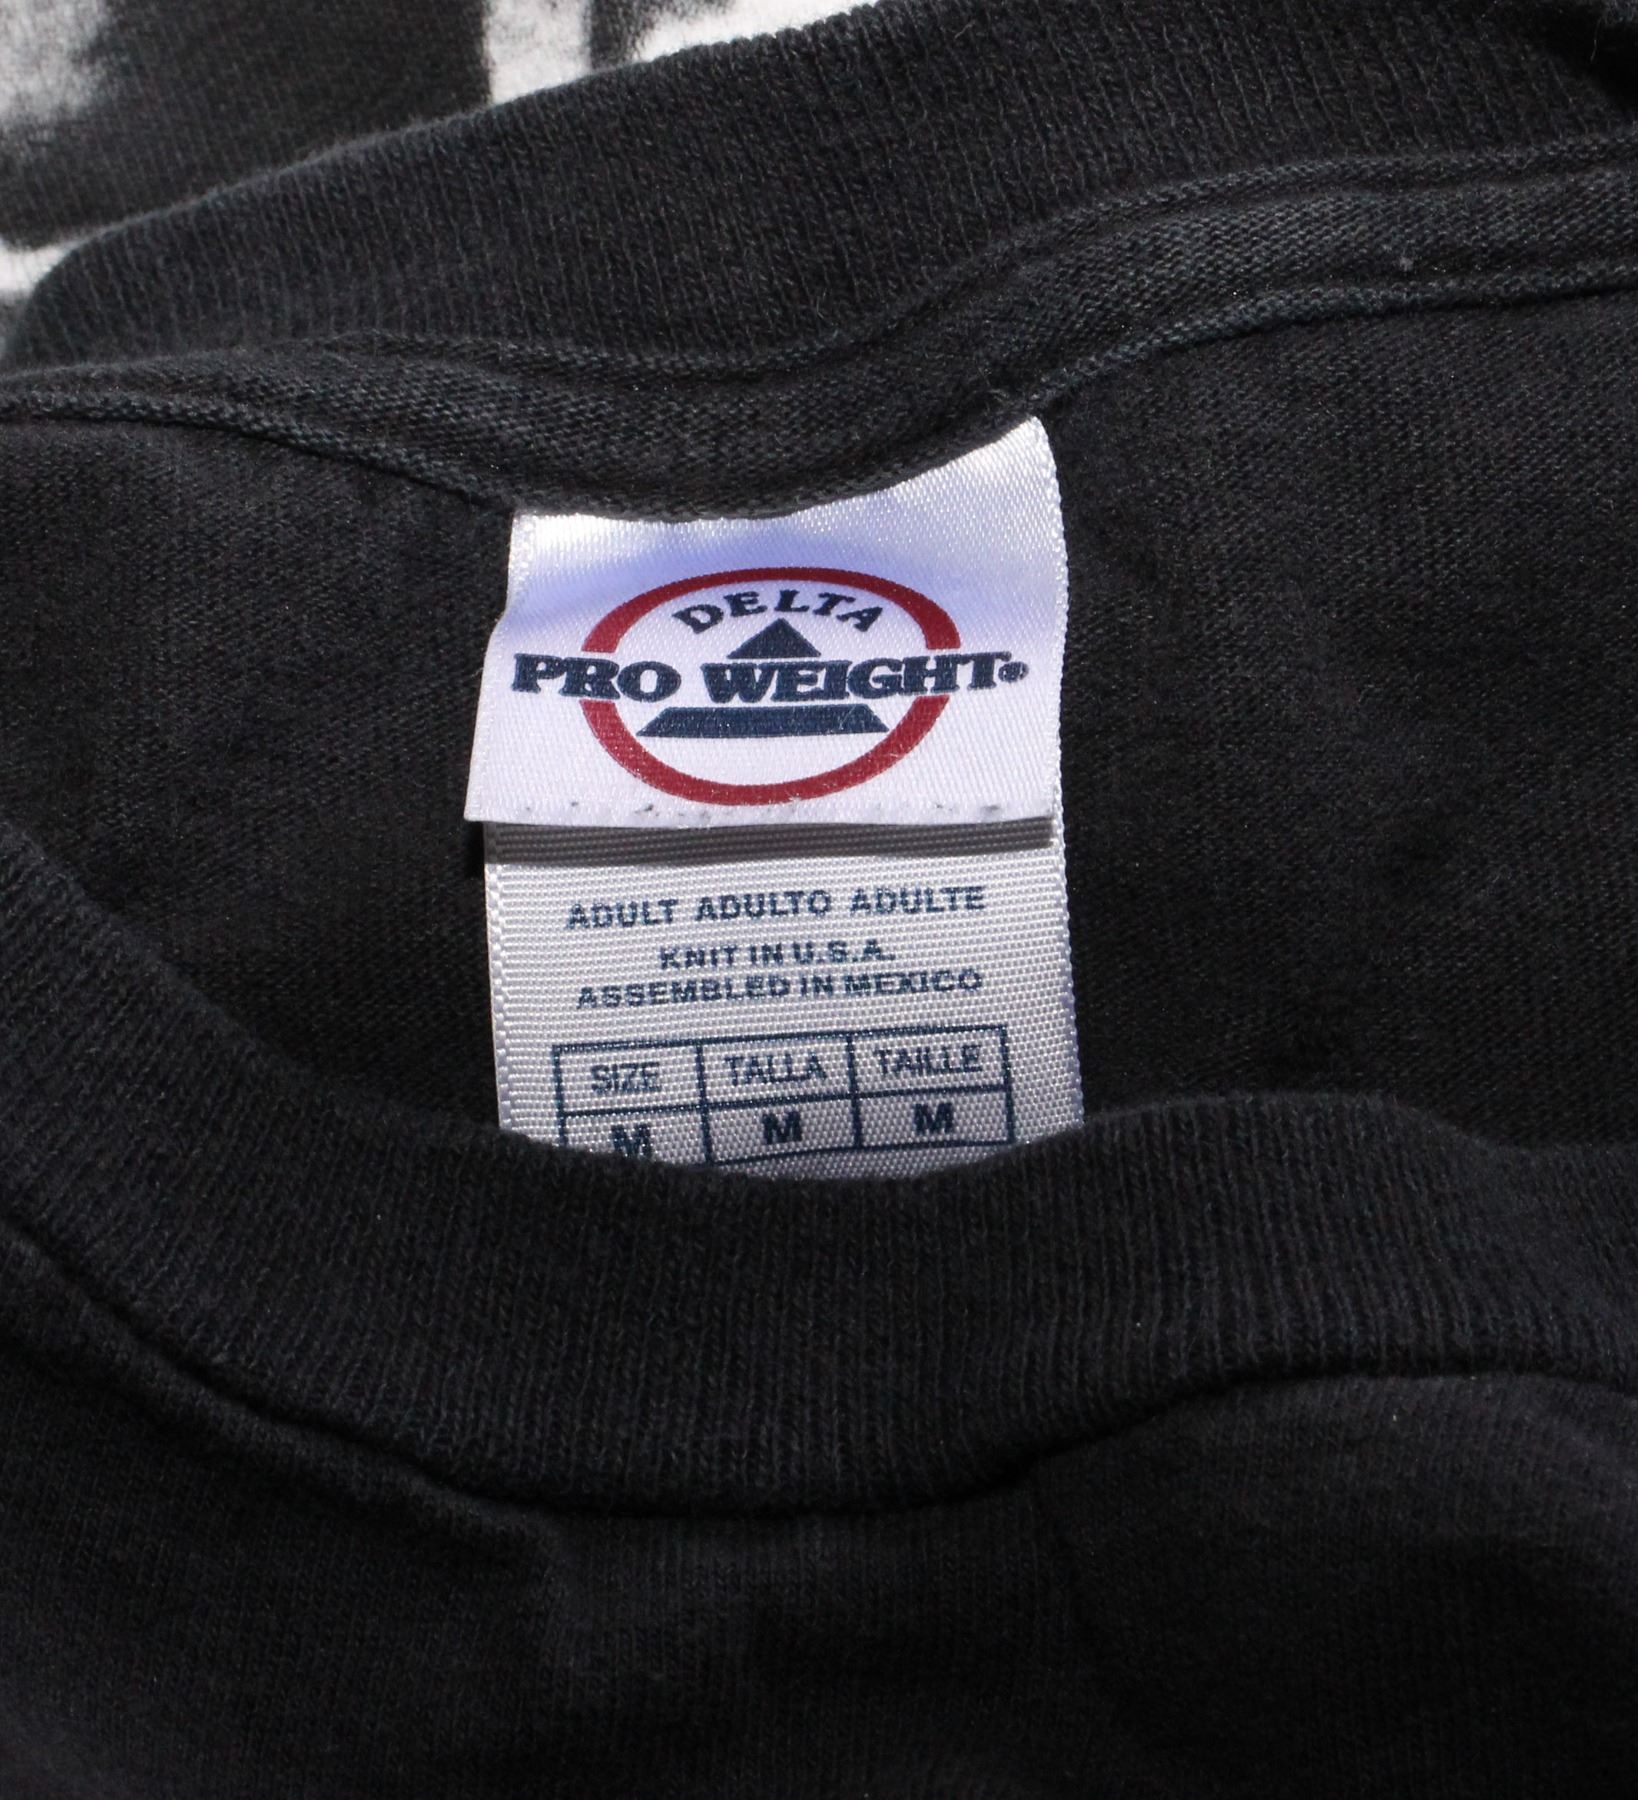 DELTA
PRO WEIGHT®
ADULT ADULTO ADULTE
KNIT IN U.S.A.
ASSEMBLED IN MEXICO
SIZE TALLA TAILLE
M M M